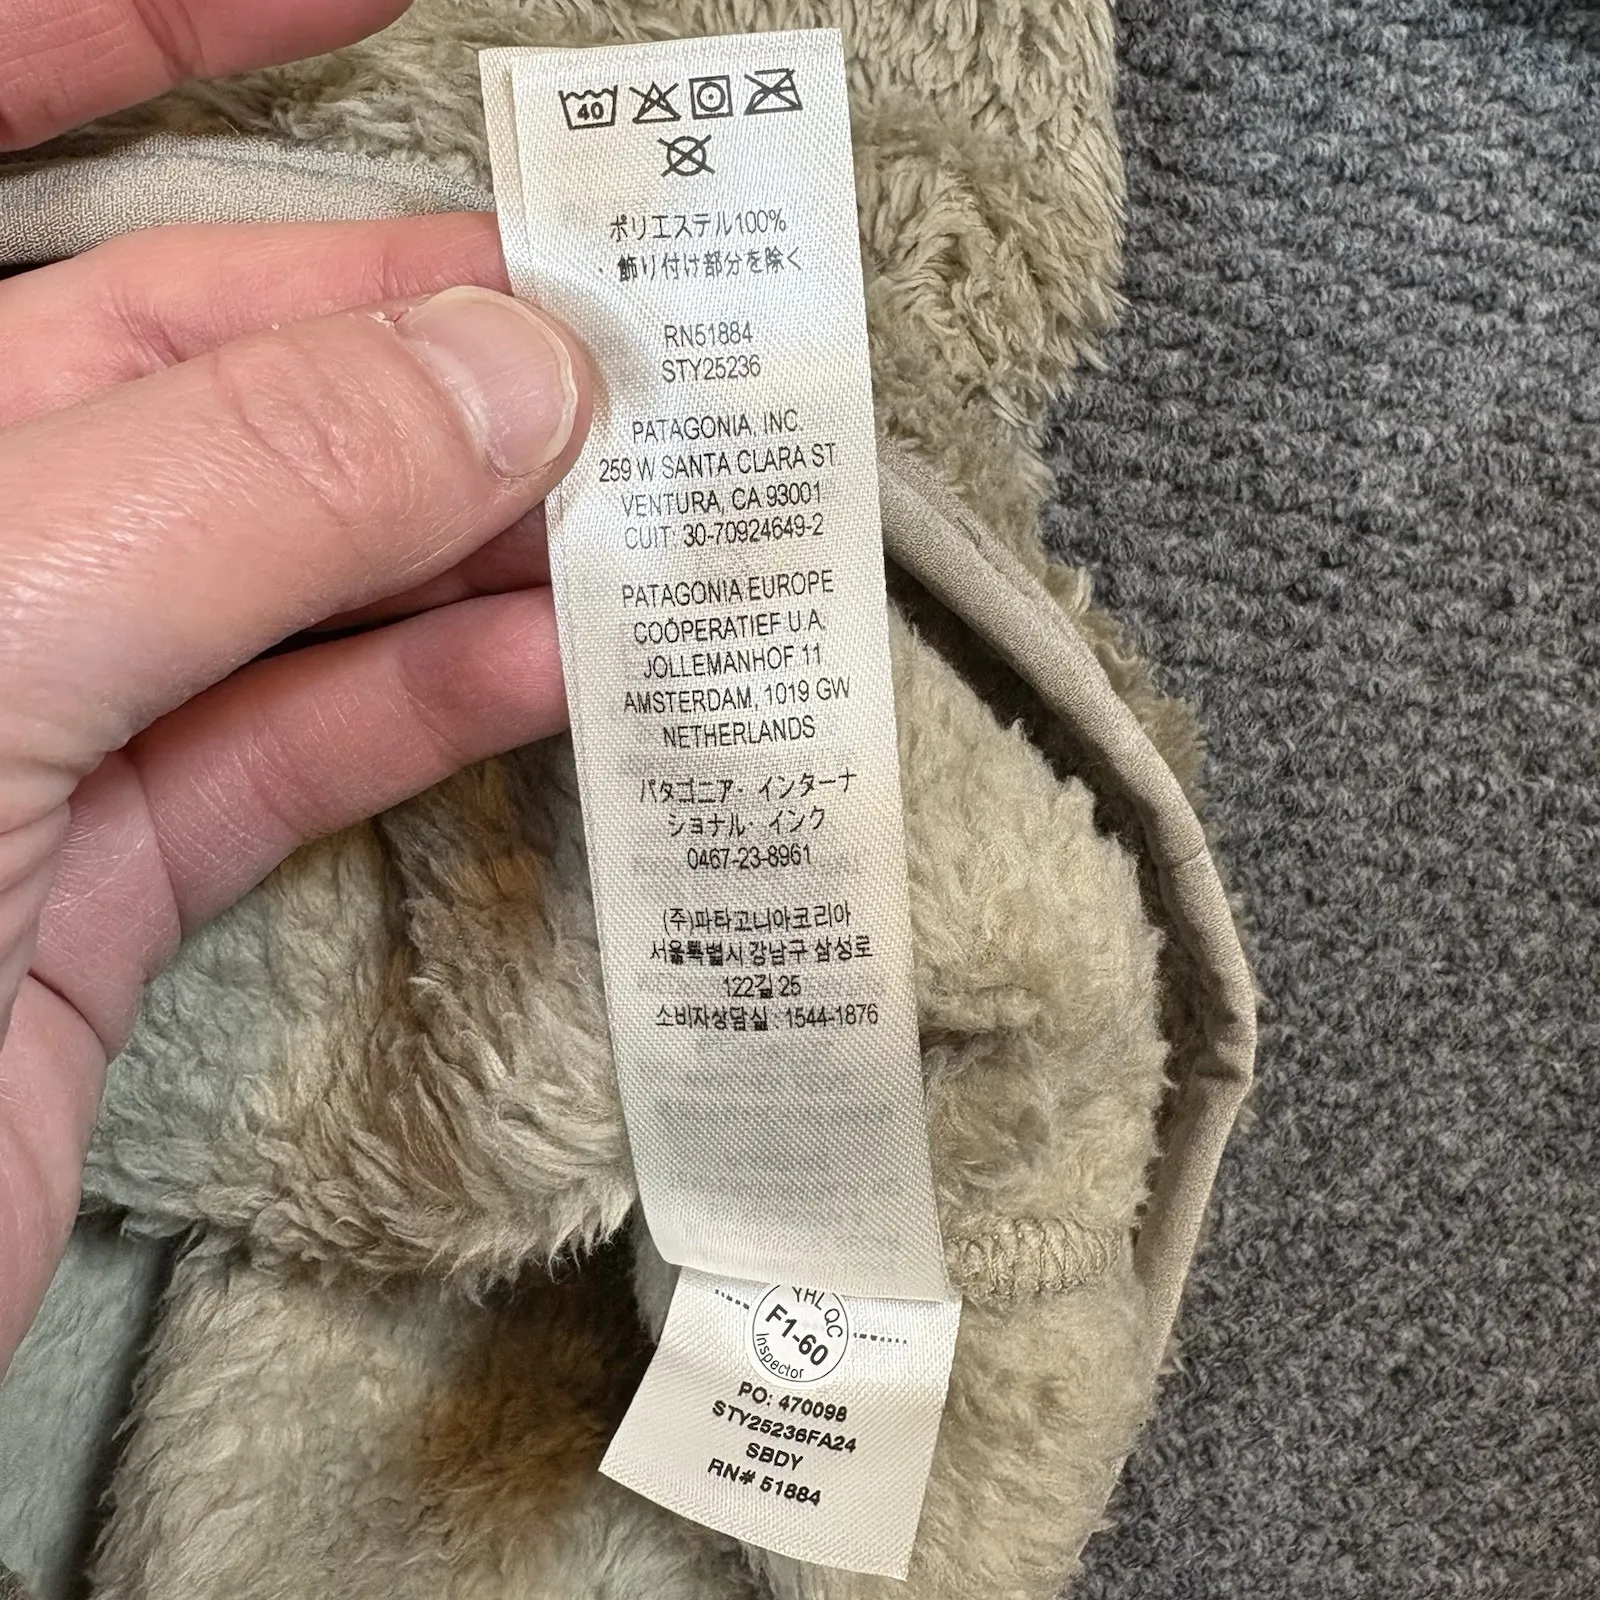 40
ポリエステル100%
・飾り付け部分を除く
RN51884
STY25236
PATAGONIA, INC.
259 W SANTA CLARA ST.
VENTURA, CA 93001
CUIT: 30-70924649-2
PATAGONIA EUROPE
COÖPERATIEF U.A.
JOLLEMANHOF 11
AMSTERDAM, 1019 GW
NETHERLANDS
パタゴニア・インターナ
ショナル・インク
0467-23-8961
(주)파타고니아코리아
서울특별시 강남구 삼성로
122길 25
소비자상담실 : 1544-1876
YHL QC
F1-60
Inspector
PO: 470098
STY25236FA24
SBDY
RN# 51884